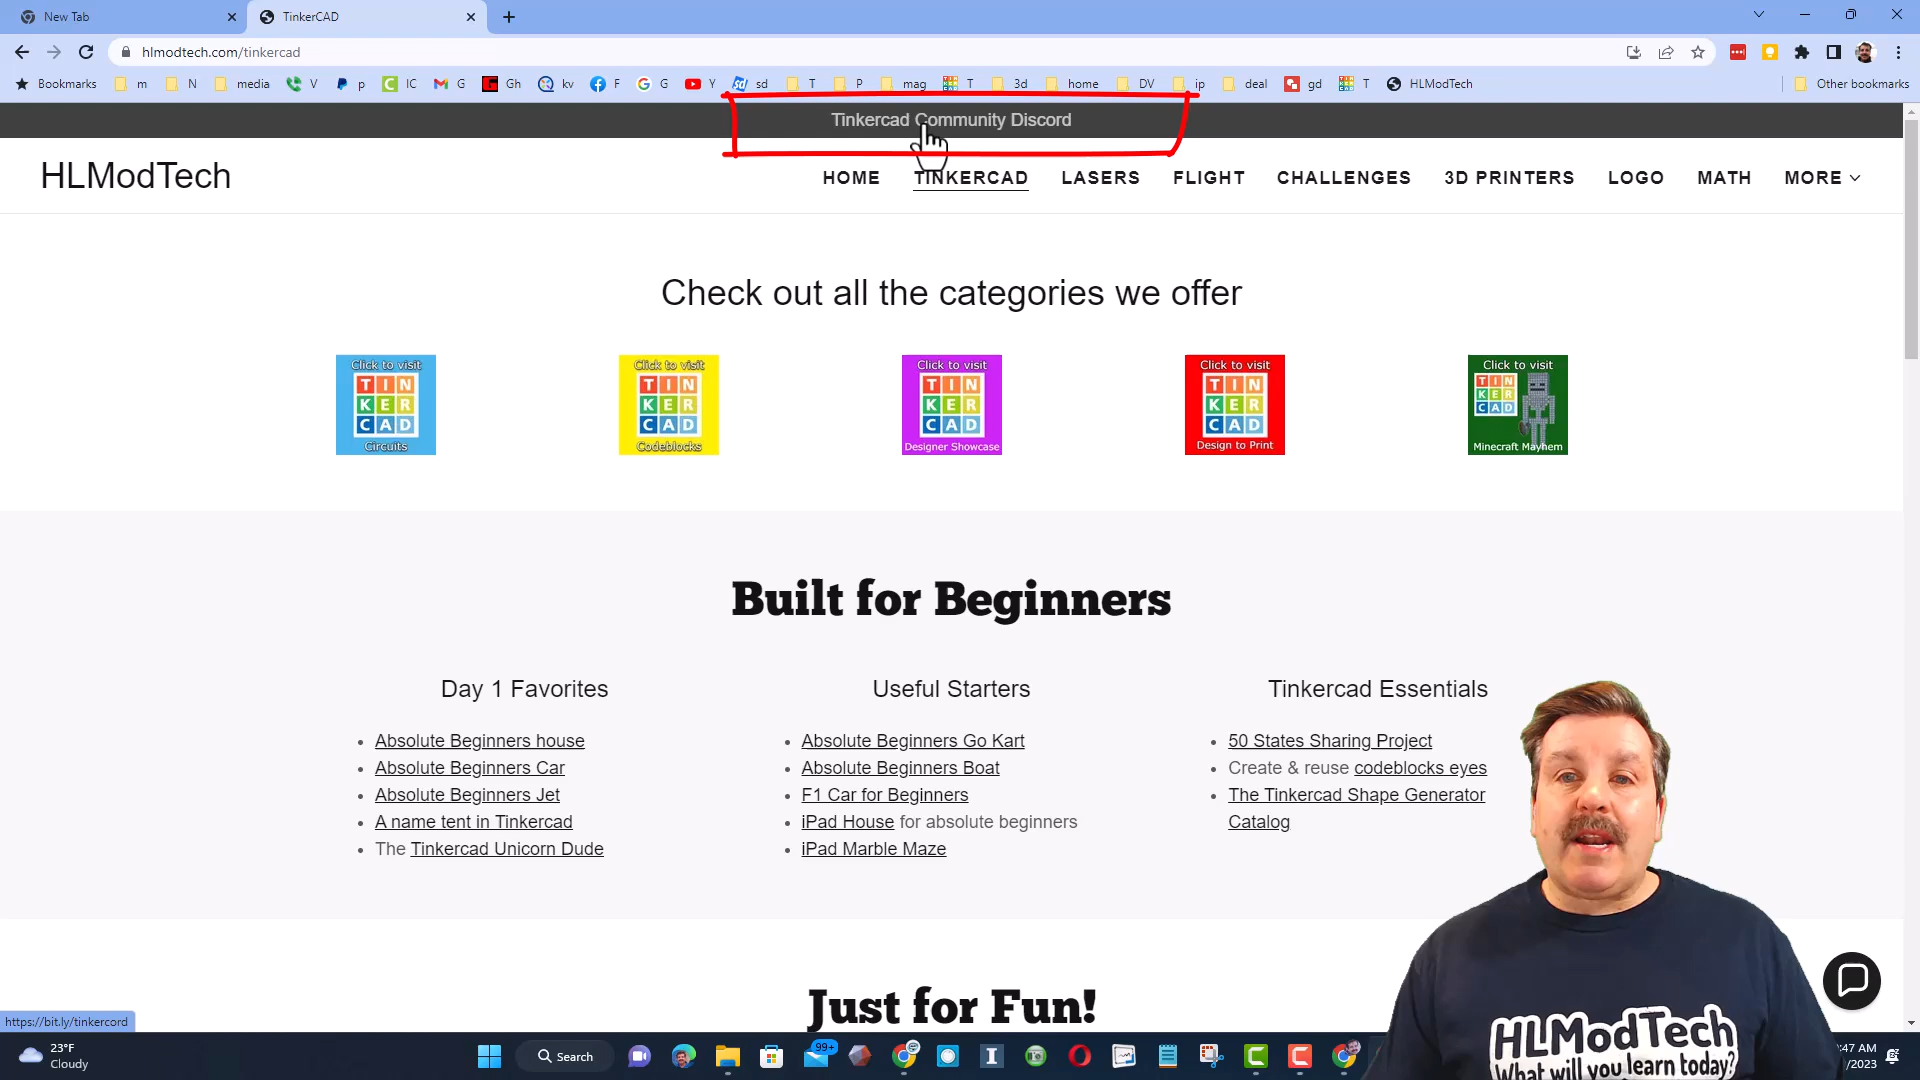 New Tab
TinkerCAD
hlmodtech.com/tinkercad
Bookmarks m N media V p IC G Gh kv F G Y sd T P mag T 3d home DV ip deal gd T HLModTech Other bookmarks
Tinkercad Community Discord
HLModTech
HOME TINKERCAD LASERS FLIGHT CHALLENGES 3D PRINTERS LOGO MATH MORE
Check out all the categories we offer
Click to visit
TIN
KER
CAD
Circuits
Click to visit
TIN
KER
CAD
Codeblocks
Click to visit
TIN
KER
CAD
Designer Showcase
Click to visit
TIN
KER
CAD
Design to Print
Click to visit
TIN
KER
CAD
Minecraft Mayhem
Built for Beginners
Day 1 Favorites
Absolute Beginners house
Absolute Beginners Car
Absolute Beginners Jet
A name tent in Tinkercad
The Tinkercad Unicorn Dude
Useful Starters
Absolute Beginners Go Kart
Absolute Beginners Boat
F1 Car for Beginners
iPad House for absolute beginners
iPad Marble Maze
Tinkercad Essentials
50 States Sharing Project
Create & reuse codeblocks eyes
The Tinkercad Shape Generator
Catalog
Just for Fun!
https://bit.ly/tinkercord
HLModTech
What will you learn today?
23°F
Cloudy
Search
99+
:47 AM
/2023